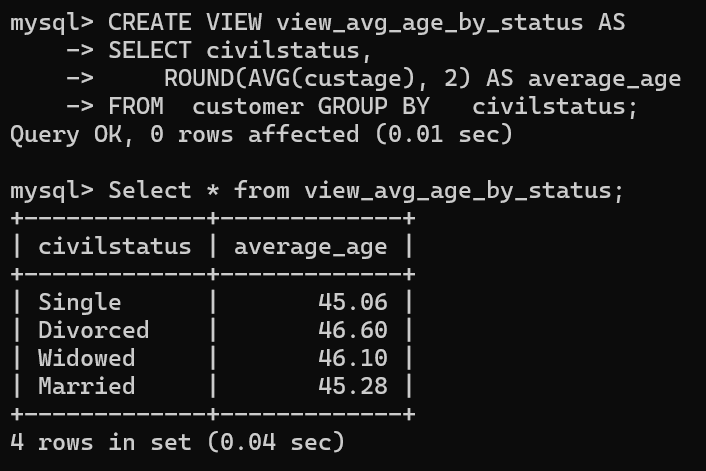 mysql> CREATE VIEW view_avg_age_by_status AS
    -> SELECT civilstatus,
    ->     ROUND(AVG(custage), 2) AS average_age
    -> FROM  customer GROUP BY   civilstatus;
Query OK, 0 rows affected (0.01 sec)

mysql> Select * from view_avg_age_by_status;
+-------------+-------------+
| civilstatus | average_age |
+-------------+-------------+
| Single      |       45.06 |
| Divorced    |       46.60 |
| Widowed     |       46.10 |
| Married     |       45.28 |
+-------------+-------------+
4 rows in set (0.04 sec)